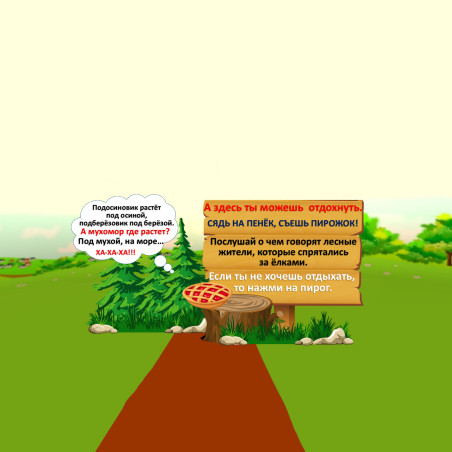 Подосиновик растёт
под осиной,
подберёзовик под берёзой.
А мухомор где растет?
Под мухой, на море...
ХА-ХА-ХА!!!
А здесь ты можешь отдохнуть.
СЯДЬ НА ПЕНЁК, СЪЕШЬ ПИРОЖОК!
Послушай о чем говорят лесные
жители, которые спрятались
за ёлками.
Если ты не хочешь отдыхать,
то нажми на пирог.